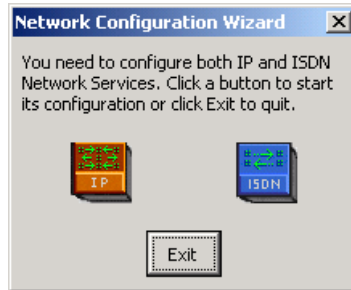 Network Configuration Wizard
You need to configure both IP and ISDN
Network Services. Click a button to start
its configuration or click Exit to quit.
IP ISDN
Exit